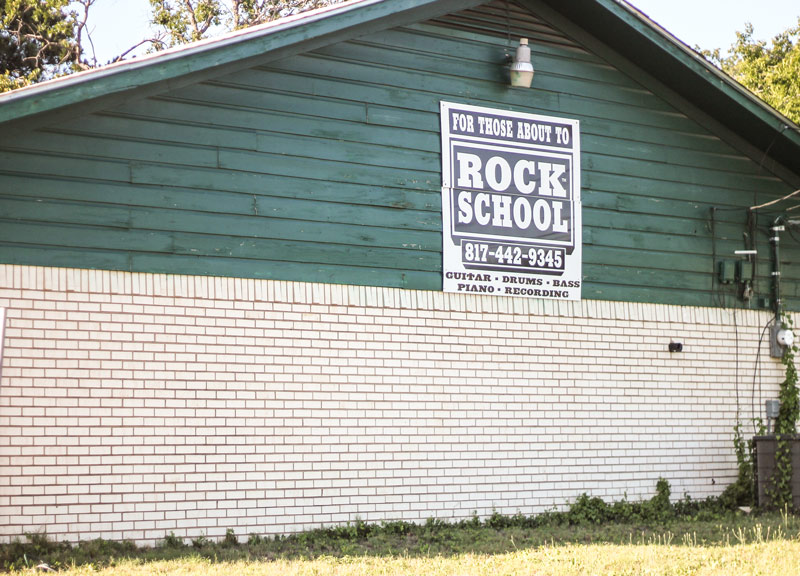 FOR THOSE ABOUT TO
ROCK
SCHOOL
817-442-9345
GUITAR · DRUMS · BASS
PIANO · RECORDING